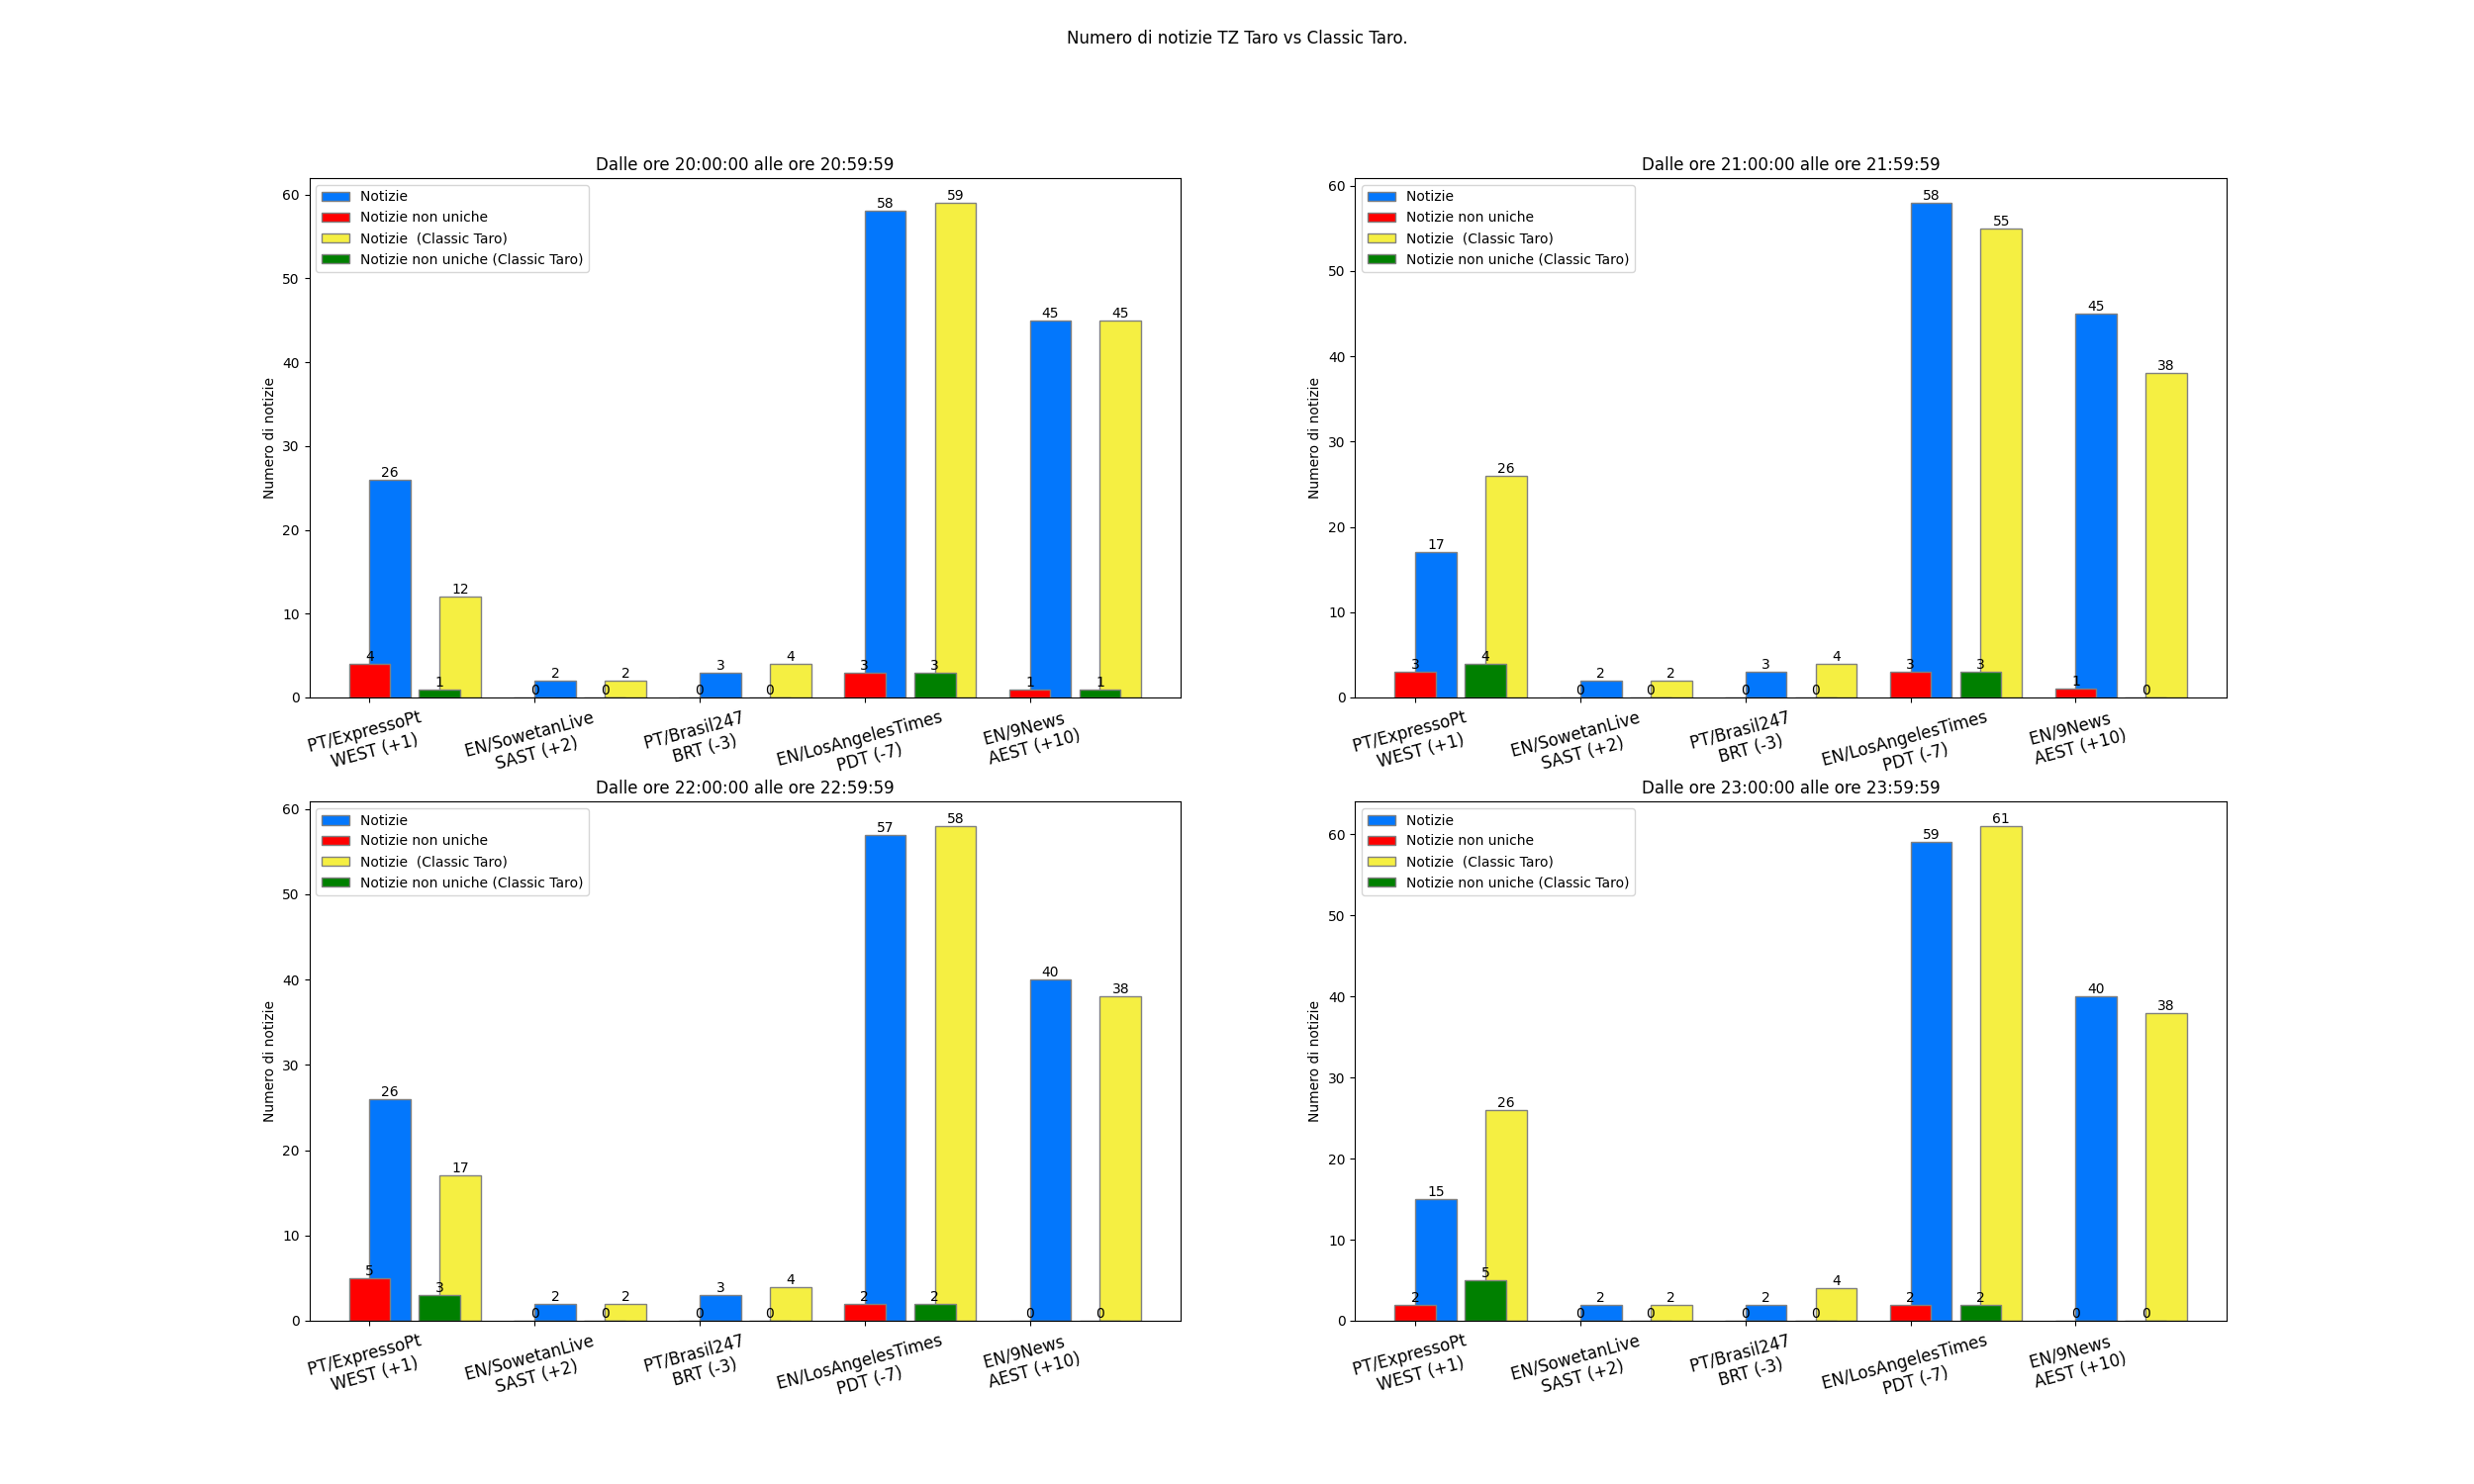 Numero di notizie TZ Taro vs Classic Taro.
Dalle ore 20:00:00 alle ore 20:59:59
Notizie
Notizie non uniche
Notizie  (Classic Taro)
Notizie non uniche (Classic Taro)
Numero di notizie
60
50
40
30
20
10
0
4
26
1
12
0
2
0
2
0
3
0
4
3
58
3
59
1
45
1
45
PT/ExpressoPt
WEST (+1)
EN/SowetanLive
SAST (+2)
PT/Brasil247
BRT (-3)
EN/LosAngelesTimes
PDT (-7)
EN/9News
AEST (+10)
Dalle ore 21:00:00 alle ore 21:59:59
Notizie
Notizie non uniche
Notizie  (Classic Taro)
Notizie non uniche (Classic Taro)
Numero di notizie
60
50
40
30
20
10
0
3
17
4
26
0
2
0
2
0
3
0
4
3
58
3
55
1
45
0
38
PT/ExpressoPt
WEST (+1)
EN/SowetanLive
SAST (+2)
PT/Brasil247
BRT (-3)
EN/LosAngelesTimes
PDT (-7)
EN/9News
AEST (+10)
Dalle ore 22:00:00 alle ore 22:59:59
Notizie
Notizie non uniche
Notizie  (Classic Taro)
Notizie non uniche (Classic Taro)
Numero di notizie
60
50
40
30
20
10
0
5
26
3
17
0
2
0
2
0
3
0
4
2
57
2
58
0
40
0
38
PT/ExpressoPt
WEST (+1)
EN/SowetanLive
SAST (+2)
PT/Brasil247
BRT (-3)
EN/LosAngelesTimes
PDT (-7)
EN/9News
AEST (+10)
Dalle ore 23:00:00 alle ore 23:59:59
Notizie
Notizie non uniche
Notizie  (Classic Taro)
Notizie non uniche (Classic Taro)
Numero di notizie
60
50
40
30
20
10
0
2
15
5
26
0
2
0
2
0
2
0
4
2
59
2
61
0
40
0
38
PT/ExpressoPt
WEST (+1)
EN/SowetanLive
SAST (+2)
PT/Brasil247
BRT (-3)
EN/LosAngelesTimes
PDT (-7)
EN/9News
AEST (+10)